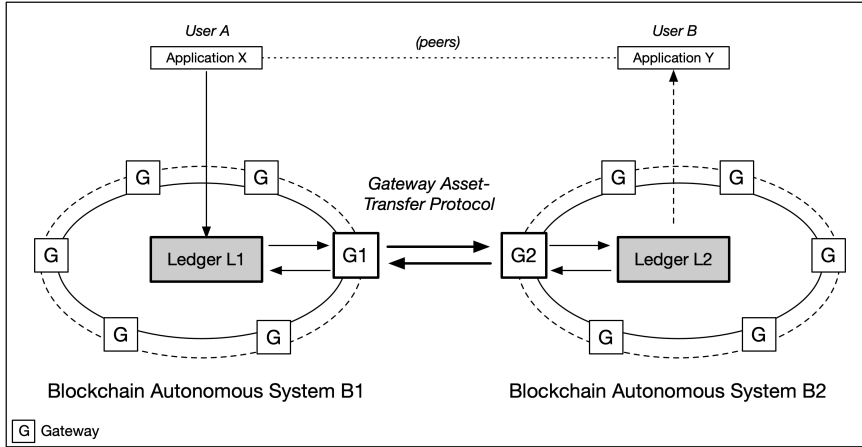 User A
User B
Application X
(peers)
Application Y
G
G
G
G
Gateway Asset-
Transfer Protocol
G
Ledger L1
G1
G2
Ledger L2
G
G
G
G
G
Blockchain Autonomous System B1
Blockchain Autonomous System B2
G Gateway